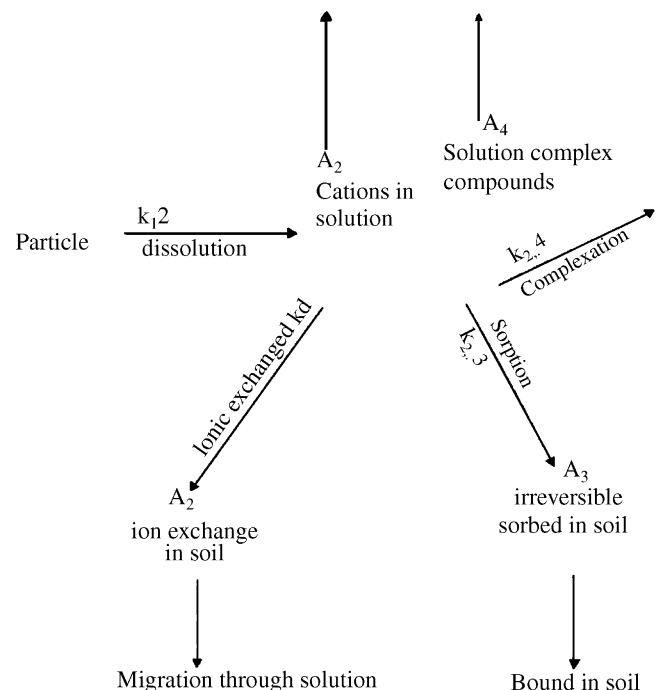 A₄
Solution complex
compounds
A₂
Cations in
solution
k₁2
dissolution
Particle
k₂,.4
Complexation
Ionic exchanged kd
Sorption
k₂,.3
A₂
ion exchange
in soil
A₃
irreversible
sorbed in soil
Migration through solution
Bound in soil